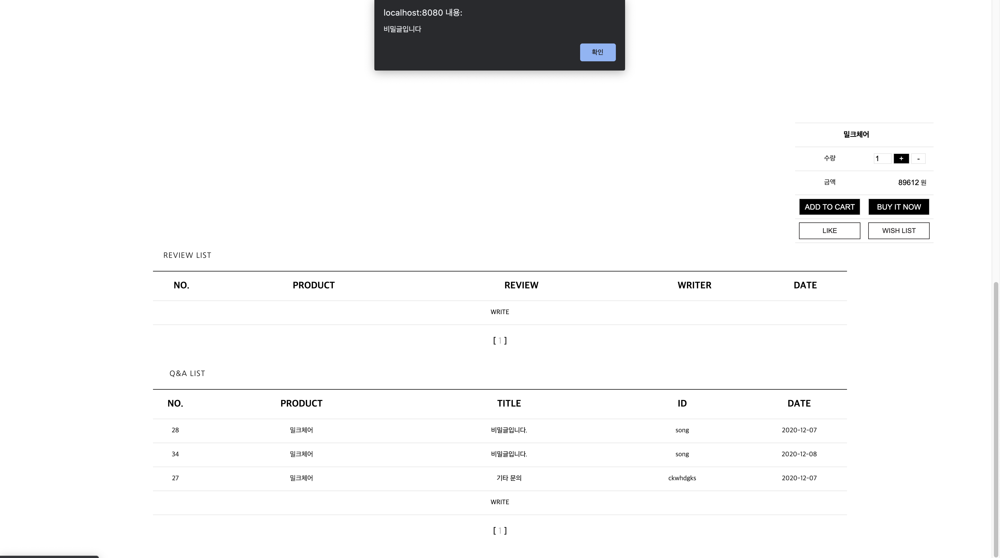 localhost:8080 내용:
비밀글입니다
확인
밀크체어
수량 1 + -
금액 89612 원
ADD TO CART BUY IT NOW
LIKE WISH LIST
REVIEW LIST
NO. PRODUCT REVIEW WRITER DATE
WRITE
[ 1 ]
Q&A LIST
NO. PRODUCT TITLE ID DATE
28 밀크체어 비밀글입니다. song 2020-12-07
34 밀크체어 비밀글입니다. song 2020-12-08
27 밀크체어 기타 문의 ckwhdgks 2020-12-07
WRITE
[ 1 ]